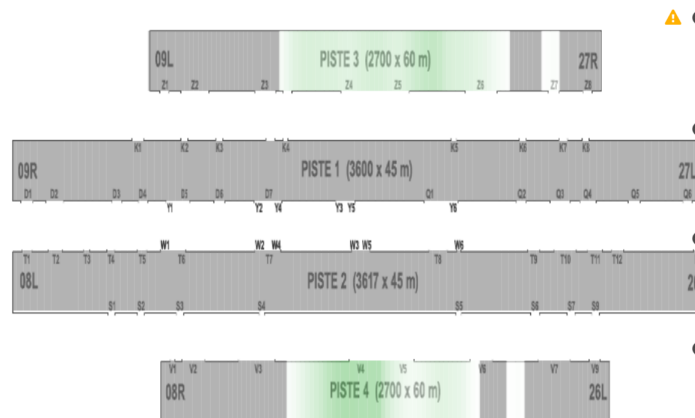 09L PISTE 3 (2700 x 60 m) 27R
Z1 Z2 Z3 Z4 Z5 Z6 Z7 Z8
K1 K2 K3 K4 K5 K6 K7 K8
09R PISTE 1 (3600 x 45 m) 27L
D1 D2 D3 D4 D5 D6 D7 Q1 Q2 Q3 Q4 Q5 Q6
Y1 Y2 Y4 Y3 Y5 Y6
W1 W2 W4 W3 W5 W6
T1 T2 T3 T4 T5 T6 T7 T8 T9 T10 T11 T12
08L PISTE 2 (3617 x 45 m) 2
S1 S2 S3 S4 S5 S6 S7 S8
V1 V2 V3 V4 V5 V6 V7 V9
08R PISTE 4 (2700 x 60 m) 26L